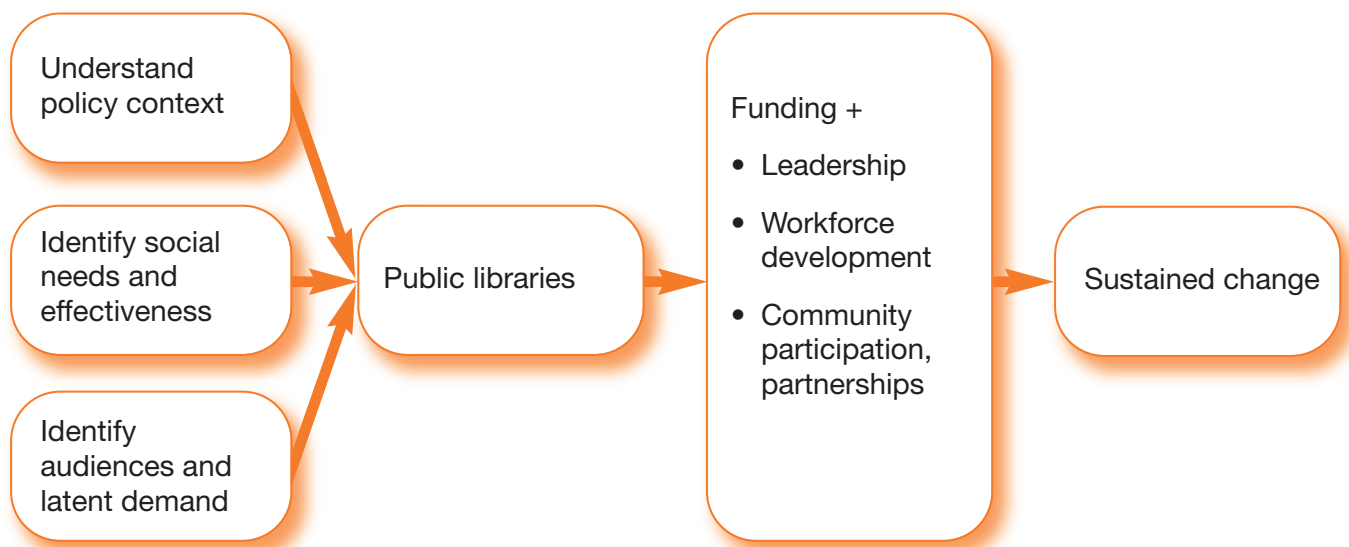 Understand
policy context
Identify social
needs and
effectiveness
Identify
audiences and
latent demand
Public libraries
Funding +
• Leadership
• Workforce
development
• Community
participation,
partnerships
Sustained change